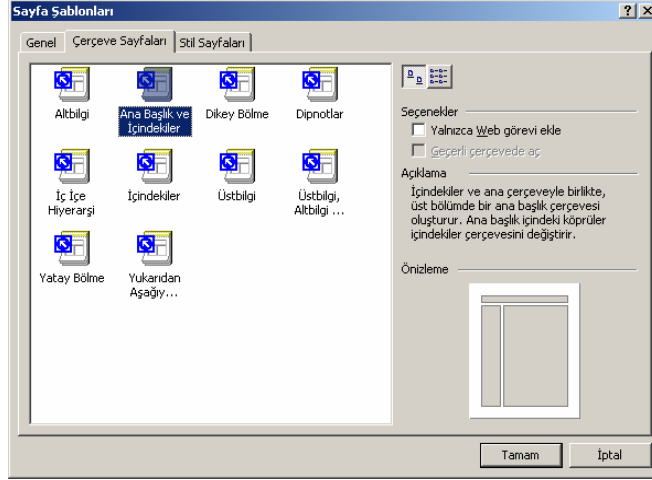 Sayfa Şablonları
Genel
Çerçeve Sayfaları
Stil Sayfaları
Altbilgi
Ana Başlık ve
İçindekiler
Dikey Bölme
Dipnotlar
İç İçe
Hiyerarşi
İçindekiler
Üstbilgi
Üstbilgi,
Altbilgi ...
Yatay Bölme
Yukarıdan
Aşağıy...
Seçenekler
Yalnızca Web görevi ekle
Geçerli çerçevede aç
Açıklama
İçindekiler ve ana çerçeveyle birlikte,
üst bölümde bir ana başlık çerçevesi
oluşturur. Ana başlık içindeki köprüler
içindekiler çerçevesini değiştirir.
Önizleme
Tamam
İptal